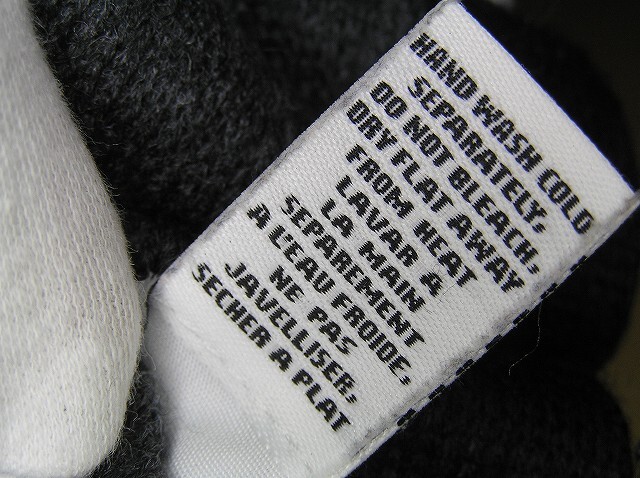 HAND WASH COLD
SEPARATELY,
DO NOT BLEACH,
DRY FLAT AWAY
FROM HEAT
LAVAR A
LA MAIN
SEPAREMENT
A L'EAU FROIDE,
NE PAS
JAVELLISER,
SECHER A PLAT